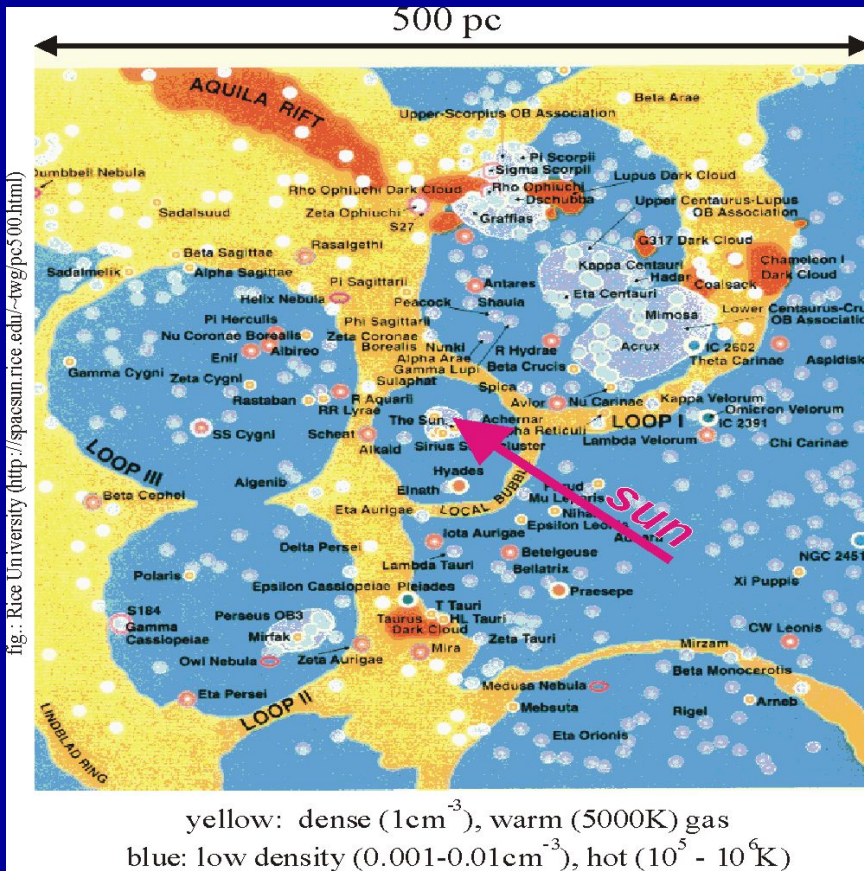 500 pc
fig.: Rice University (http://spacsun.rice.edu/~twg/pc500.html)
AQUILA RIFT
Upper-Scorpius OB Association
Beta Arae
Pi Scorpii
Sigma Scorpii
Dumbbell Nebula
Rho Ophiuchi Dark Cloud
Rho Ophiuchi
Dschubba
Lupus Dark Cloud
Zeta Ophiuchi
Graffias
Upper Centaurus-Lupus
OB Association
Sadalsuud
S27
Rasalgethi
G317 Dark Cloud
Beta Sagittae
Sadalmelik
Alpha Sagittae
Kappa Centauri
Hadar
Chameleon I
Dark Cloud
Coalsack
Pi Sagittarii
Antares
Helix Nebula
Peacock
Shaula
Eta Centauri
Mimosa
Lower Centaurus-Cru
OB Association
Pi Herculis
Phi Sagittarii
Nu Coronae Borealis
Zeta Coronae
Borealis
Nunki
R Hydrae
Acrux
IC 2602
Enif
Albireo
Alpha Arae
Gamma Lupi
Beta Crucis
Theta Carinae
Aspidisk
Gamma Cygni
Zeta Cygni
Sulaphat
Spica
Rastaban
R Aquarii
RR Lyrae
Avior
Nu Carinae
Kappa Velorum
Omicron Velorum
IC 2391
The Sun
Achernar
Alpha Reticuli
LOOP I
Lambda Velorum
SS Cygni
Scheat
Alkaid
Chi Carinae
LOOP III
Hyades
Algenib
Elnath
Beta Cephei
LOCAL BUBBLE
Mu Leporis
sun
Eta Aurigae
Epsilon Leonis
Iota Aurigae
Delta Persei
Betelgeuse
NGC 2451
Lambda Tauri
Bellatrix
Polaris
Epsilon Cassiopeiae
Pleiades
Praesepe
Xi Puppis
S184
Gamma
Cassiopeiae
Perseus OB3
T Tauri
HL Tauri
Taurus
Dark Cloud
Mirfak
Zeta Tauri
CW Leonis
Owl Nebula
Zeta Aurigae
Mira
Mirzam
Beta Monocerotis
Eta Persei
LOOP II
Medusa Nebula
Mebsuta
Rigel
Arneb
LINDBLAD RING
Eta Orionis
yellow: dense (1cm⁻³), warm (5000K) gas
blue: low density (0.001-0.01cm⁻³), hot (10⁵ - 10⁶K)